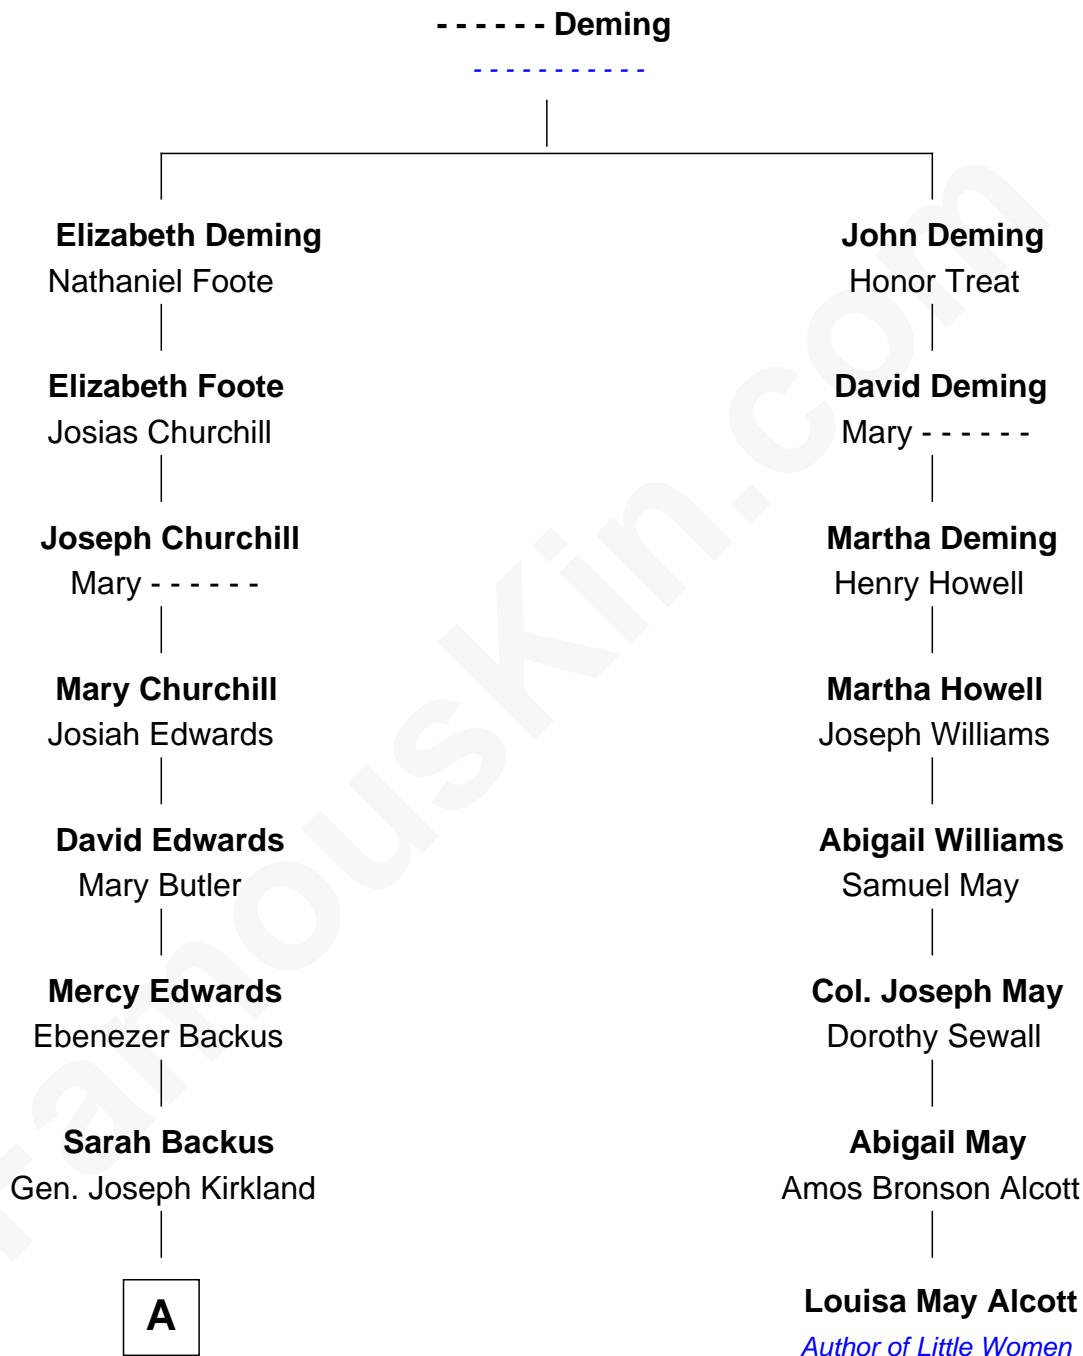 - - - - - - Deming
- - - - - - - - - - -
Elizabeth Deming
Nathaniel Foote
John Deming
Honor Treat
Elizabeth Foote
Josias Churchill
David Deming
Mary - - - - - -
Joseph Churchill
Mary - - - - - -
Martha Deming
Henry Howell
Mary Churchill
Josiah Edwards
Martha Howell
Joseph Williams
David Edwards
Mary Butler
Abigail Williams
Samuel May
Mercy Edwards
Ebenezer Backus
Col. Joseph May
Dorothy Sewall
Sarah Backus
Gen. Joseph Kirkland
Abigail May
Amos Bronson Alcott
A
Louisa May Alcott
Author of Little Women
FamousKin.com